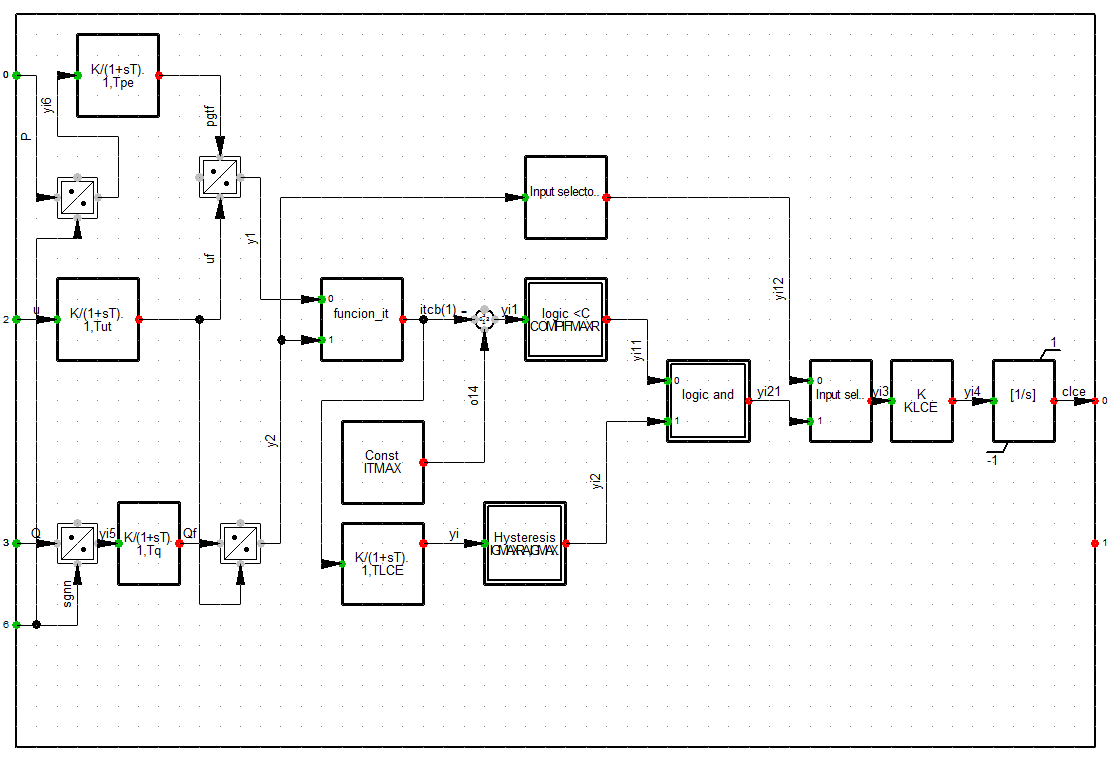 K/(1+sT).
1,Tpe
0
yi6
pgtf
P
Input selecto..
y1
uf
yi12
2
u
K/(1+sT).
1,Tut
0
funcion_it
1
itcb(1)
-
yi1
logic <C
COMPIFMAXR
yi11
o14
0
logic and
1
yi21
0
Input sel..
1
yi3
K
KLCE
yi4
[1/s]
1
-1
clce
0
y2
Const
ITMAX
yi2
3
Q
yi5
K/(1+sT).
1,Tq
Qf
K/(1+sT).
1,TLCE
yi
Hysteresis
1
sgnn
6